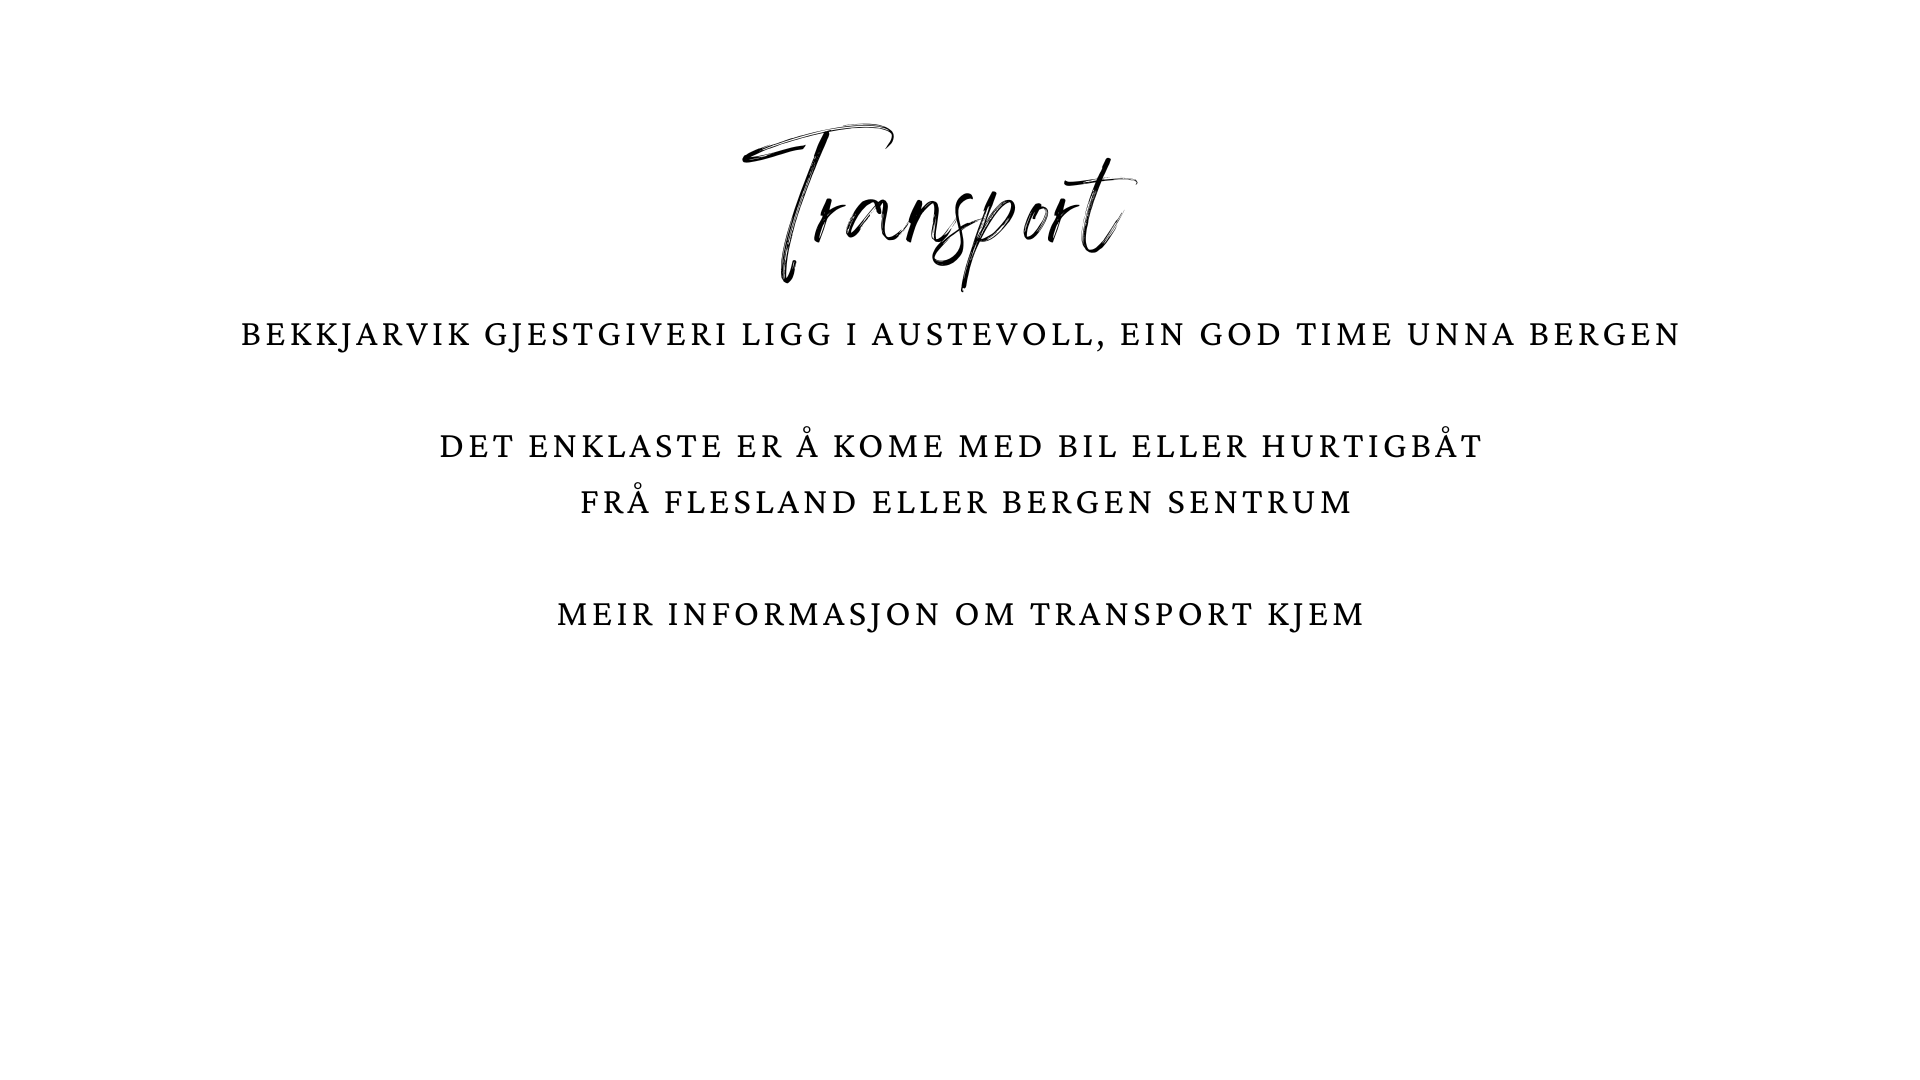 Transport
BEKKJARVIK GJESTGIVERI LIGG I AUSTEVOLL, EIN GOD TIME UNNA BERGEN
DET ENKLASTE ER Å KOME MED BIL ELLER HURTIGBÅT
FRÅ FLESLAND ELLER BERGEN SENTRUM
MEIR INFORMASJON OM TRANSPORT KJEM